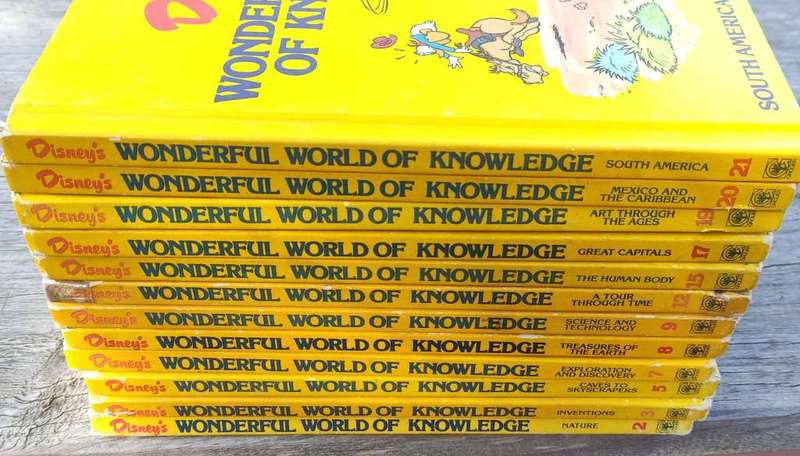 D
WONDER
OF KN
SOUTH AMERICA
Disney's WONDERFUL WORLD OF KNOWLEDGE SOUTH AMERICA 21
Disney's WONDERFUL WORLD OF KNOWLEDGE MEXICO AND THE CARIBBEAN 20
Disney's WONDERFUL WORLD OF KNOWLEDGE ART THROUGH THE AGES 19
Disney's WONDERFUL WORLD OF KNOWLEDGE GREAT CAPITALS 17
Disney's WONDERFUL WORLD OF KNOWLEDGE THE HUMAN BODY 15
Disney's WONDERFUL WORLD OF KNOWLEDGE A TOUR THROUGH TIME 12
Disney's WONDERFUL WORLD OF KNOWLEDGE SCIENCE AND TECHNOLOGY 9
Disney's WONDERFUL WORLD OF KNOWLEDGE TREASURES OF THE EARTH 8
Disney's WONDERFUL WORLD OF KNOWLEDGE EXPLORATION AND DISCOVERY 7
Disney's WONDERFUL WORLD OF KNOWLEDGE CAVES TO SKYSCRAPERS 5
Disney's WONDERFUL WORLD OF KNOWLEDGE INVENTIONS 3
Disney's WONDERFUL WORLD OF KNOWLEDGE NATURE 2